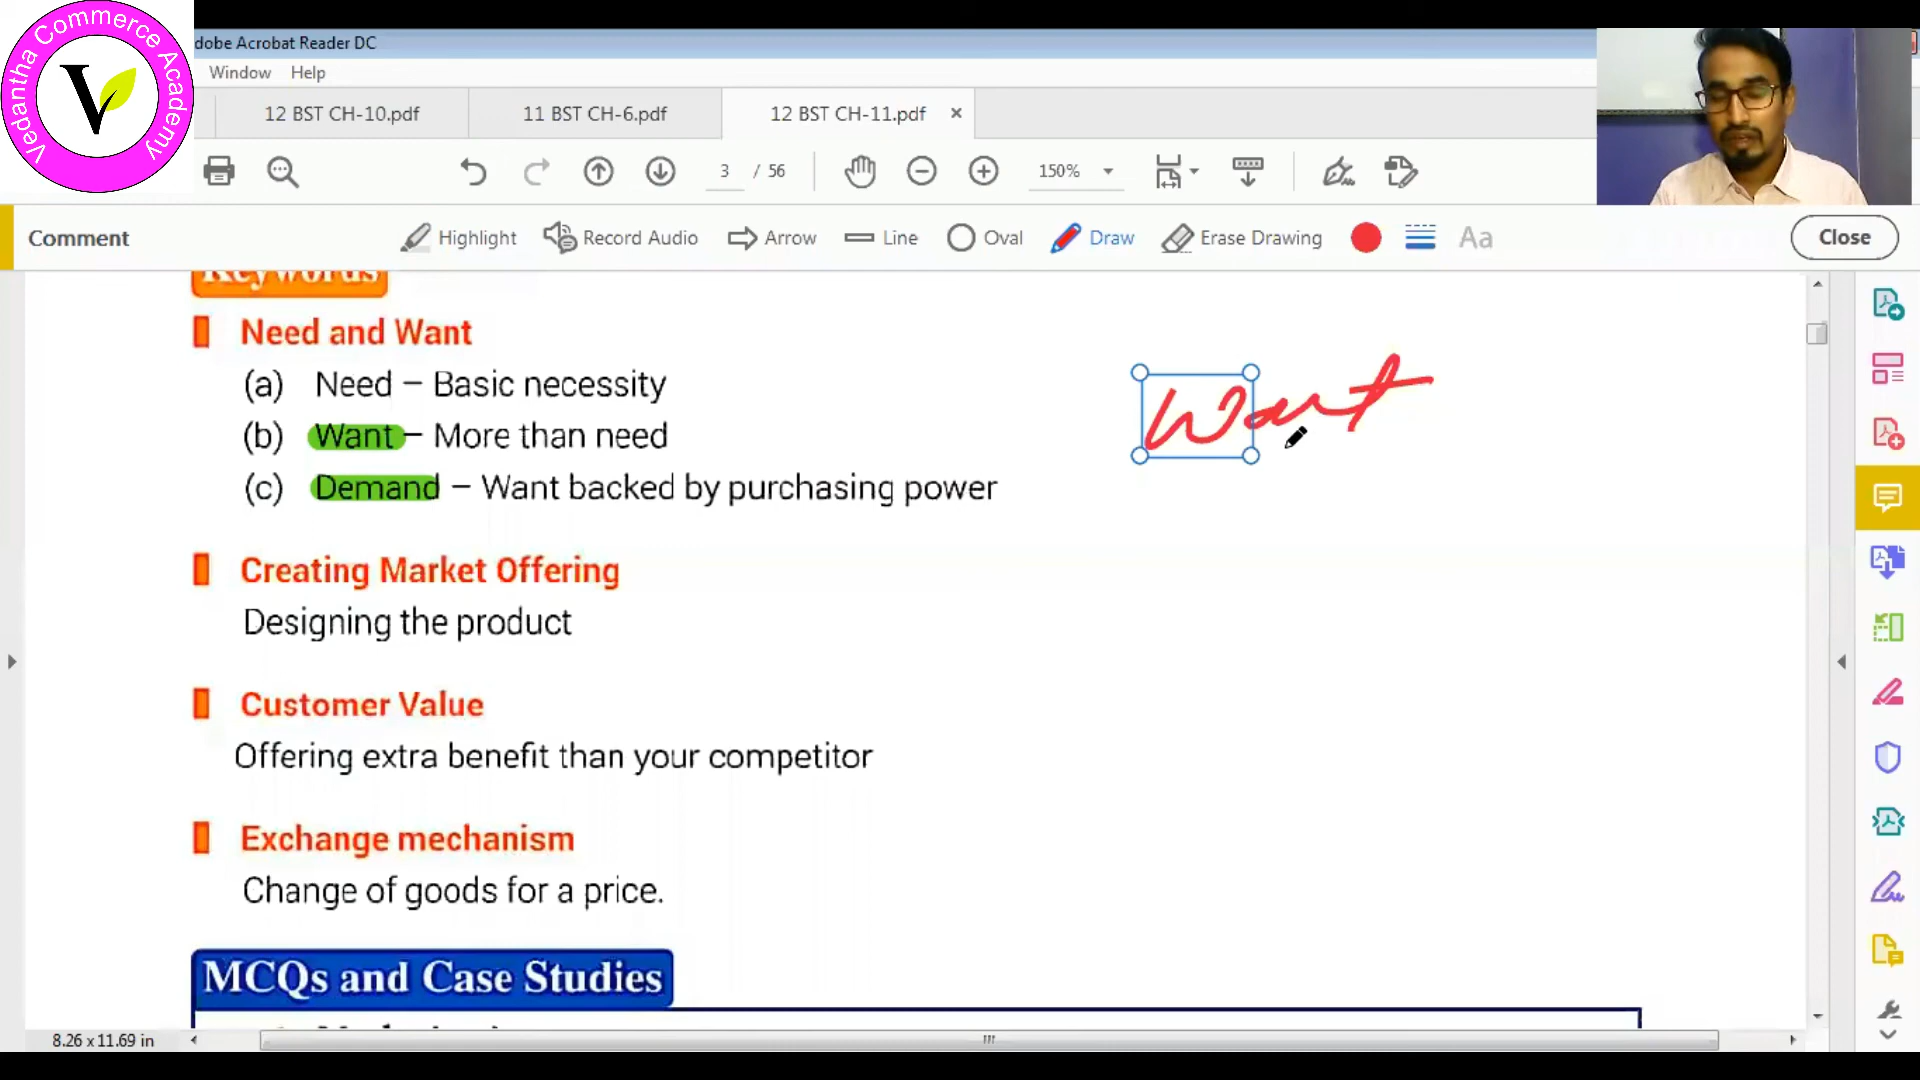 Vedantha Commerce Academy
V
dobe Acrobat Reader DC
Window Help
12 BST CH-10.pdf 11 BST CH-6.pdf 12 BST CH-11.pdf ×
3 / 56 150%
Comment Highlight Record Audio Arrow Line Oval Draw Erase Drawing Aa Close
Keywords
Need and Want
(a) Need – Basic necessity
(b) Want – More than need
(c) Demand – Want backed by purchasing power
Want
Creating Market Offering
Designing the product
Customer Value
Offering extra benefit than your competitor
Exchange mechanism
Change of goods for a price.
MCQs and Case Studies
8.26 x 11.69 in